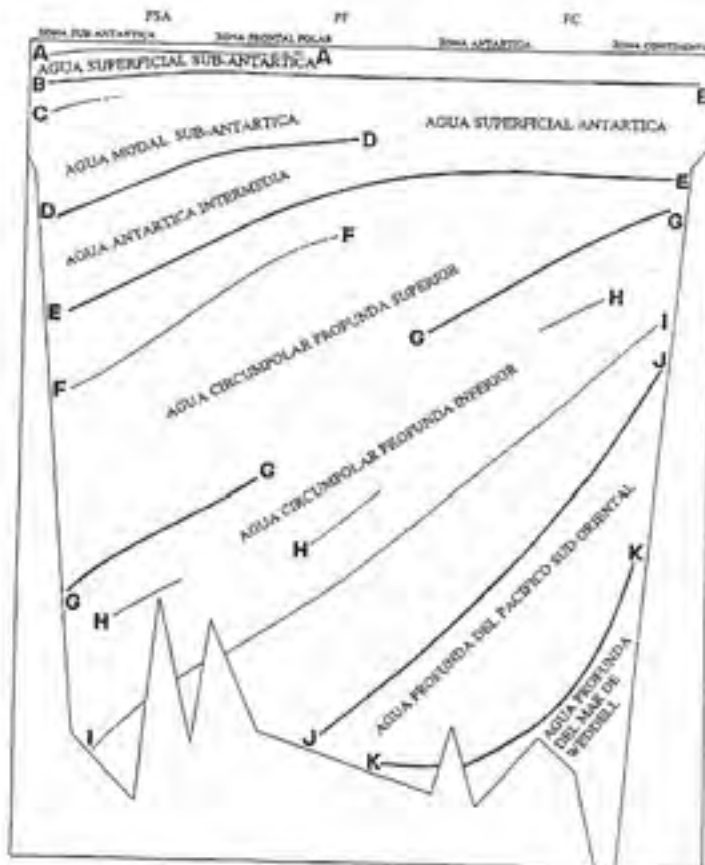 FSA PF FC
ZONA SUB-ANTARTICA ZONA FRONTAL POLAR ZONA ANTARTICA ZONA CONTINENT
A A
AGUA SUPERFICIAL SUB-ANTARTICA
B B
C
AGUA MODAL SUB-ANTARTICA
AGUA SUPERFICIAL ANTARTICA
D D
AGUA ANTARTICA INTERMEDIA
E E
F F
G G
AGUA CIRCUMPOLAR PROFUNDA SUPERIOR
H
I
J
AGUA CIRCUMPOLAR PROFUNDA INFERIOR
G G
H
H
AGUA PROFUNDA DEL PACIFICO SUD ORIENTAL
K
I
J
K
AGUA PROFUNDA
DEL MAR DE
WEDDELL